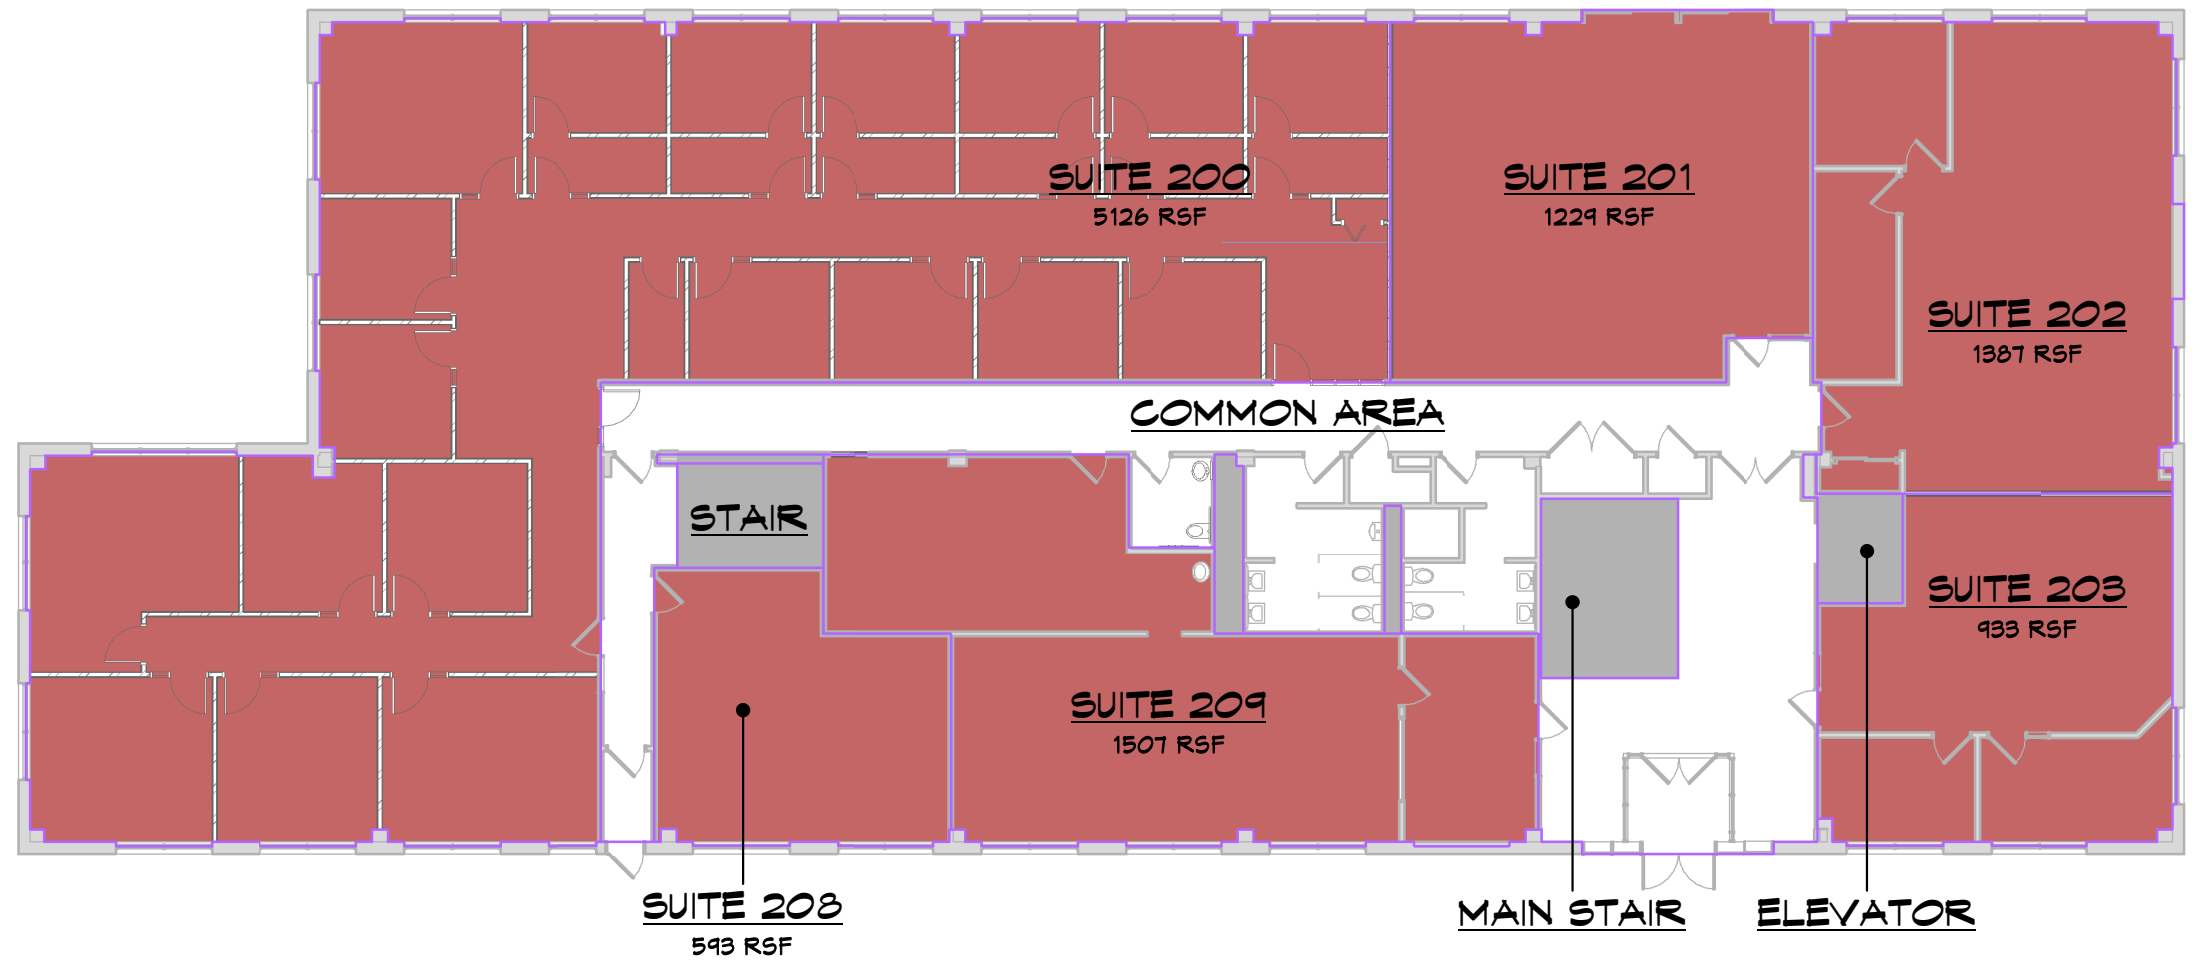 SUITE 200
5126 RSF
SUITE 201
1229 RSF
SUITE 202
1387 RSF
COMMON AREA
STAIR
SUITE 203
933 RSF
SUITE 209
1507 RSF
SUITE 208
593 RSF
MAIN STAIR
ELEVATOR